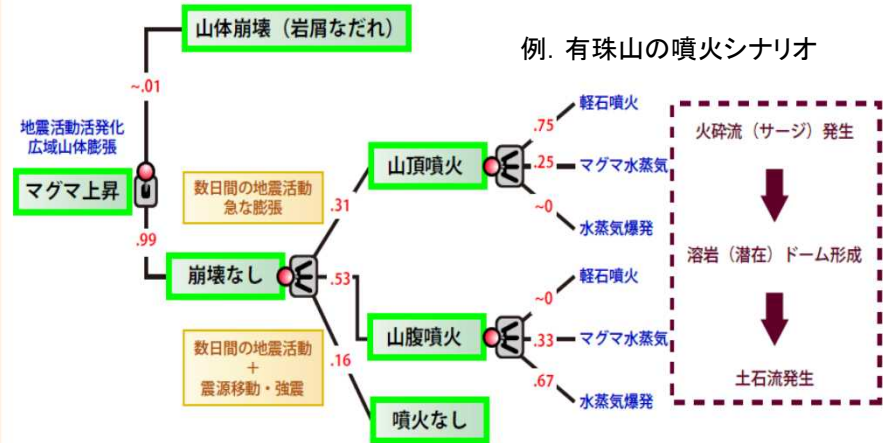 山体崩壊（岩屑なだれ）
例．有珠山の噴火シナリオ
~.01
地震活動活発化
広域山体膨張
マグマ上昇
.99
数日間の地震活動
急な膨張
.31
山頂噴火
.75
軽石噴火
.25
マグマ水蒸気
~0
水蒸気爆発
崩壊なし
.53
山腹噴火
~0
軽石噴火
.33
マグマ水蒸気
.67
水蒸気爆発
数日間の地震活動
+
震源移動・強震
.16
噴火なし
火砕流（サージ）発生
溶岩（潜在）ドーム形成
土石流発生